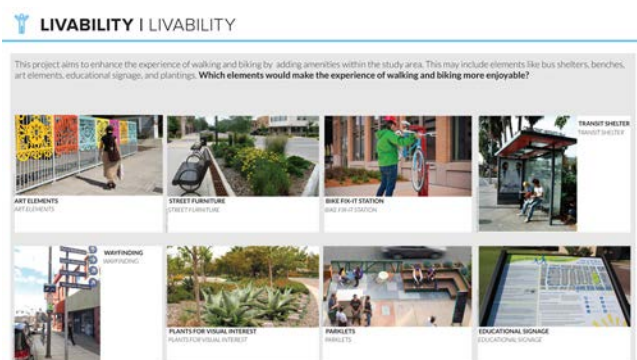 LIVABILITY | LIVABILITY
This project aims to enhance the experience of walking and biking by adding amenities within the study area. This may include elements like bus shelters, benches,
art elements, educational signage, and plantings. Which elements would make the experience of walking and biking more enjoyable?
ART ELEMENTS
ART ELEMENTS
STREET FURNITURE
STREET FURNITURE
BIKE FIX-IT STATION
BIKE FIX-IT STATION
TRANSIT SHELTER
TRANSIT SHELTER
WAYFINDING
WAYFINDING
PLANTS FOR VISUAL INTEREST
PLANTS FOR VISUAL INTEREST
PARKLETS
PARKLETS
EDUCATIONAL SIGNAGE
EDUCATIONAL SIGNAGE